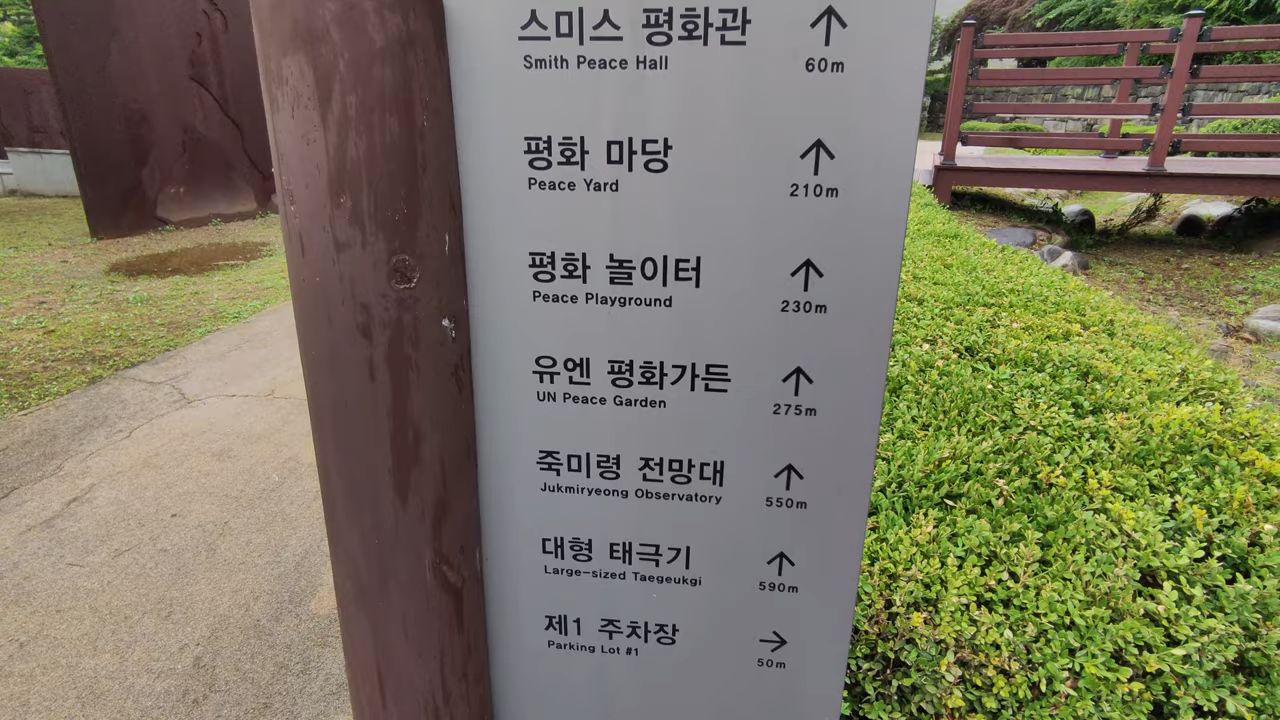 스미스 평화관 ↑
Smith Peace Hall 60m
평화 마당 ↑
Peace Yard 210m
평화 놀이터 ↑
Peace Playground 230m
유엔 평화가든 ↑
UN Peace Garden 275m
죽미령 전망대 ↑
Jukmiryeong Observatory 550m
대형 태극기 ↑
Large-sized Taegeukgi 590m
제1 주차장 →
Parking Lot #1 50m